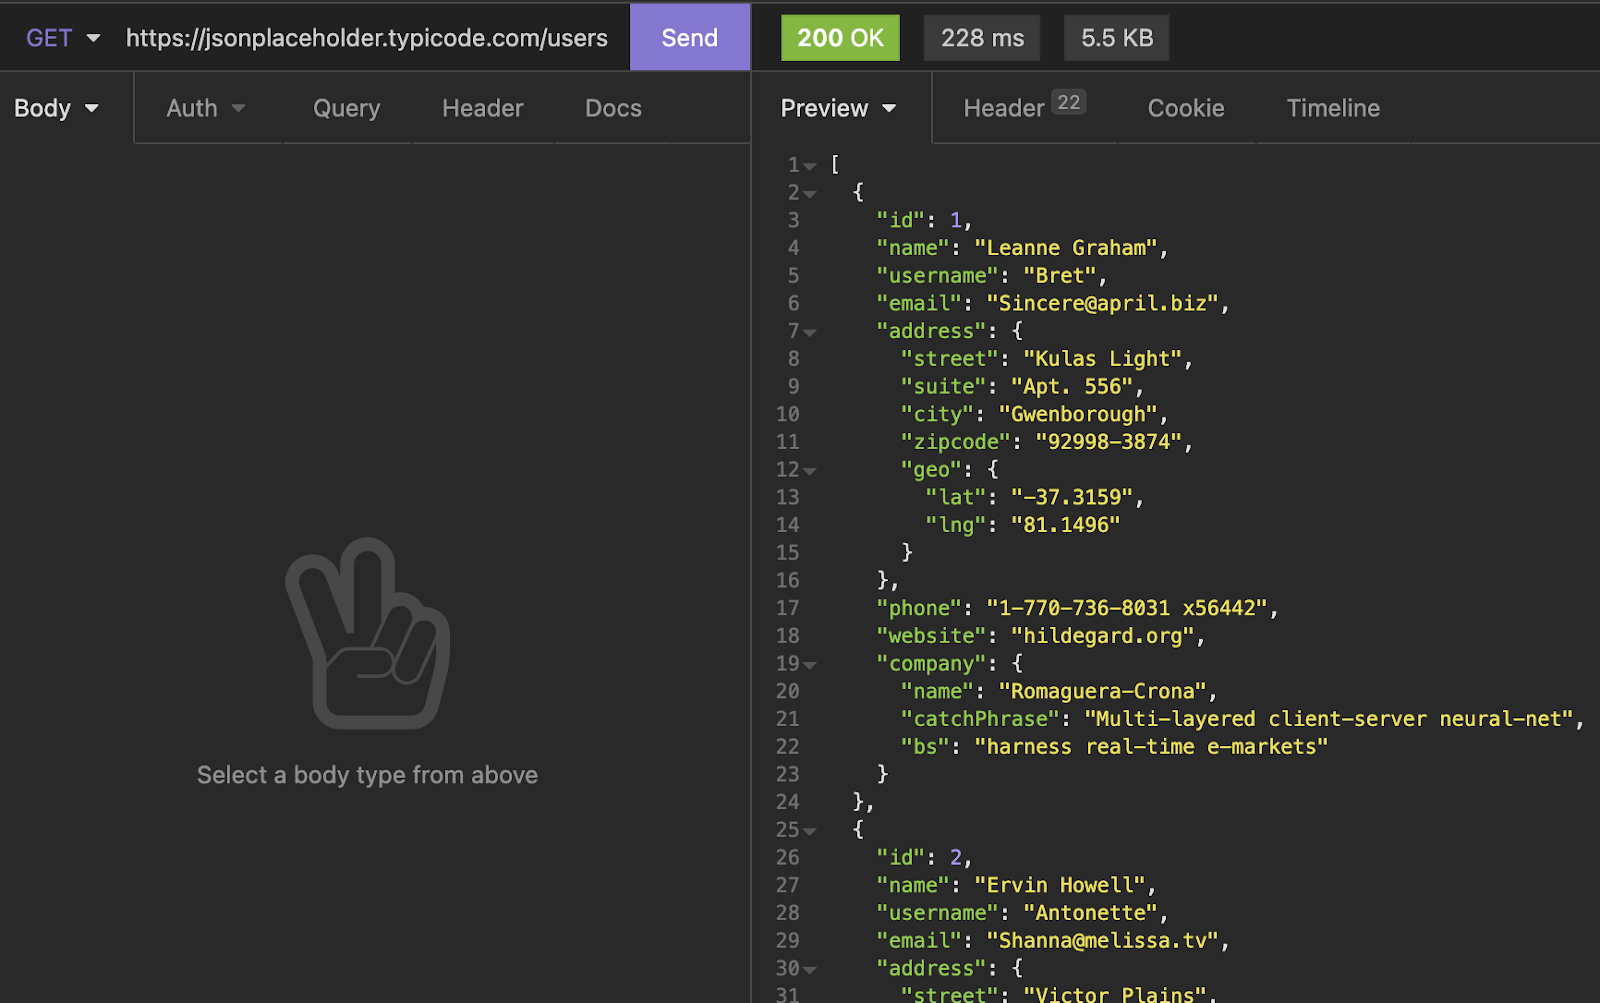 GET https://jsonplaceholder.typicode.com/users Send 200 OK 228 ms 5.5 KB
Body Auth Query Header Docs Preview Header 22 Cookie Timeline
Select a body type from above
1 [
2 {
3 "id": 1,
4 "name": "Leanne Graham",
5 "username": "Bret",
6 "email": "Sincere@april.biz",
7 "address": {
8 "street": "Kulas Light",
9 "suite": "Apt. 556",
10 "city": "Gwenborough",
11 "zipcode": "92998-3874",
12 "geo": {
13 "lat": "-37.3159",
14 "lng": "81.1496"
15 }
16 },
17 "phone": "1-770-736-8031 x56442",
18 "website": "hildegard.org",
19 "company": {
20 "name": "Romaguera-Crona",
21 "catchPhrase": "Multi-layered client-server neural-net",
22 "bs": "harness real-time e-markets"
23 }
24 },
25 {
26 "id": 2,
27 "name": "Ervin Howell",
28 "username": "Antonette",
29 "email": "Shanna@melissa.tv",
30 "address": {
31 "street": "Victor Plains",